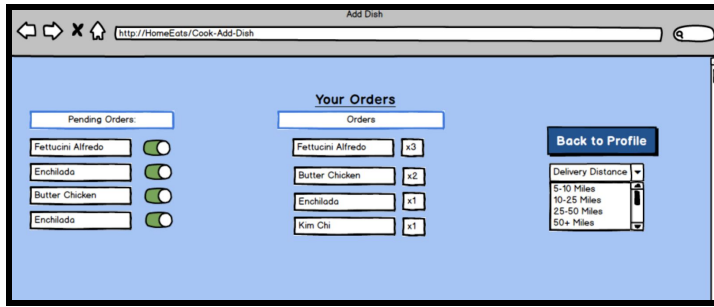 Add Dish
http://HomeEats/Cook-Add-Dish
Your Orders
Pending Orders:
Fettucini Alfredo
Enchilada
Butter Chicken
Enchilada
Orders
Fettucini Alfredo x3
Butter Chicken x2
Enchilada x1
Kim Chi x1
Back to Profile
Delivery Distance
5-10 Miles
10-25 Miles
25-50 Miles
50+ Miles